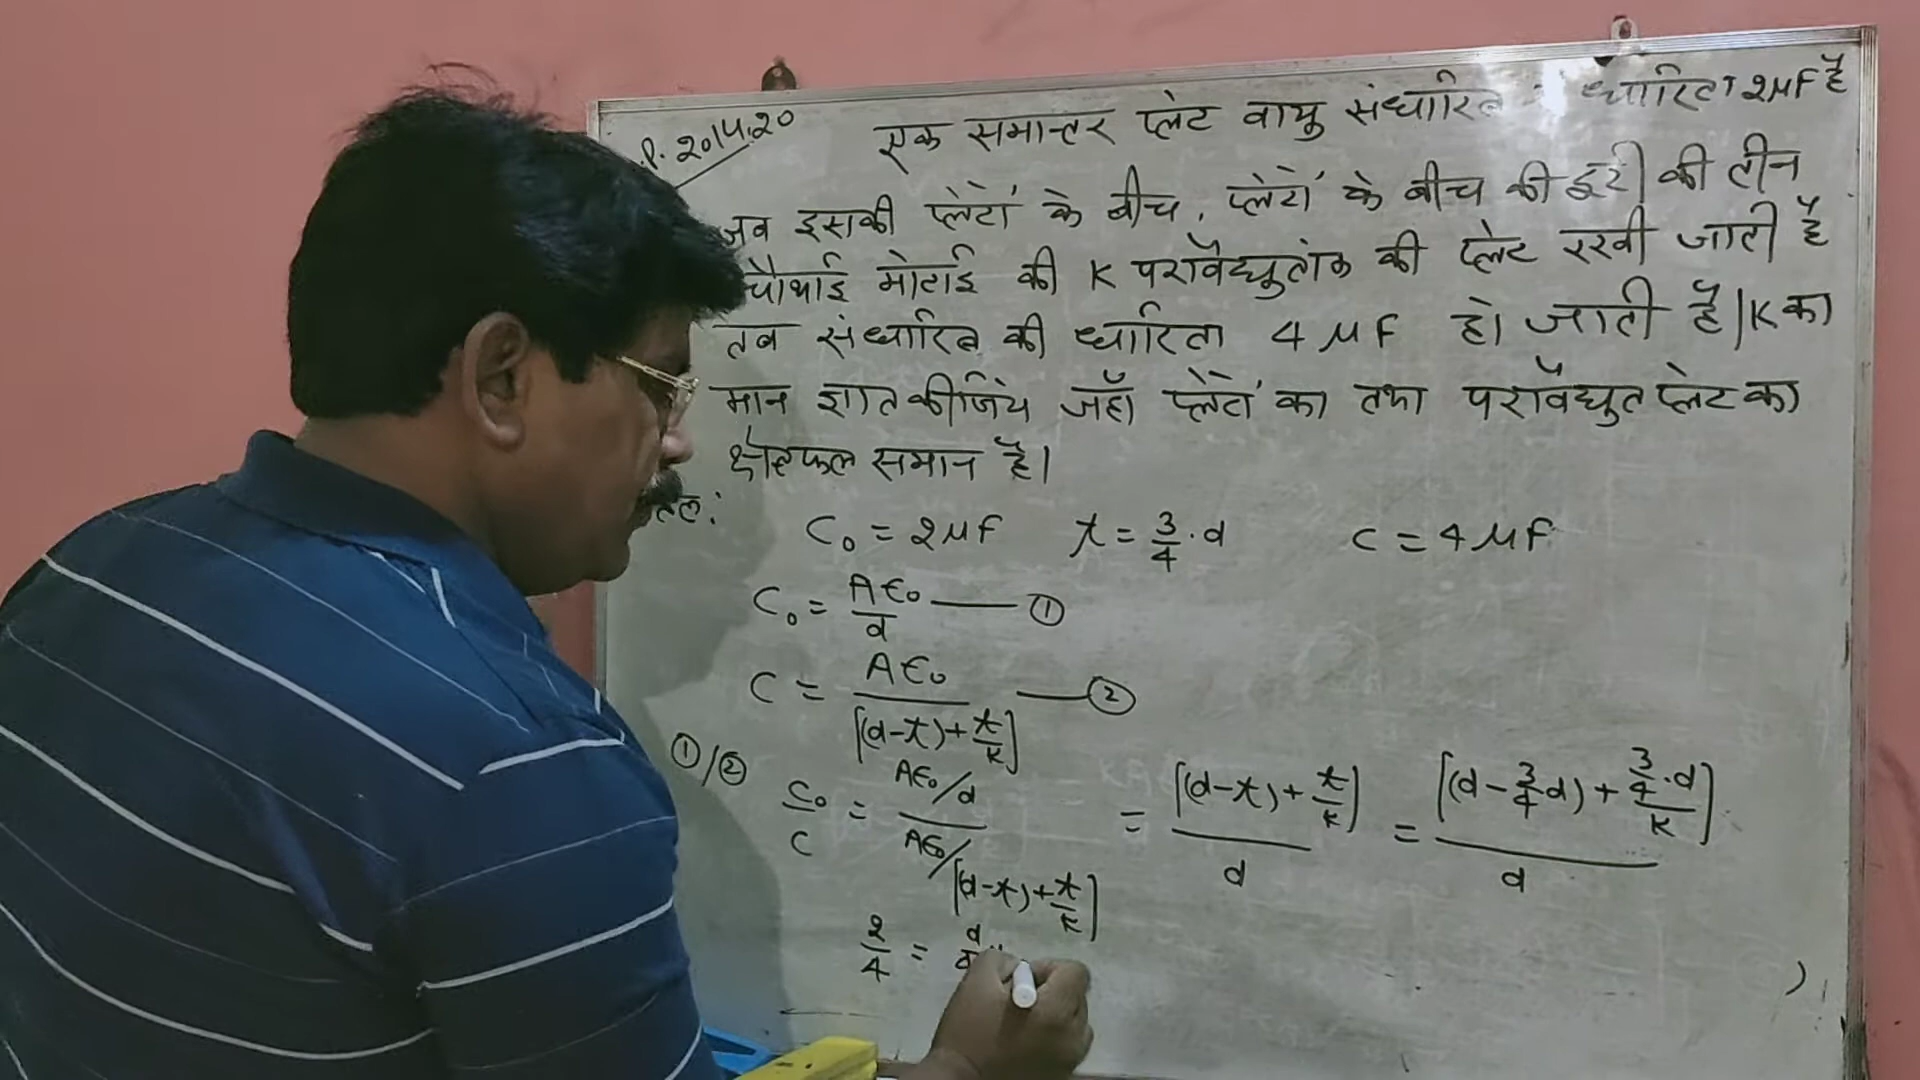 .P. 2014,20
एक समान्तर प्लेट वायु संधारित्र धारिता 2μF है
जब इसकी प्लेटों के बीच, प्लेटों के बीच की दूरी की तीन
चौथाई मोटाई की K परावैद्युतांक की प्लेट रखी जाती है
तब संधारित्र की धारिता 4 μF हो जाती है। K का
मान ज्ञात कीजिये जहाँ प्लेटों का तथा परावैद्युत प्लेट का
क्षेत्रफल समान है।
C₀ = 2μF t = 3/4 · d C = 4 μF
C₀ = Aε₀/d —— ①
C = Aε₀/[(d-t)+t/K] —— ②
①/②
C₀/C = (Aε₀/d)/(Aε₀/[(d-t)+t/K]) = [(d-t)+t/K]/d = [(d-3/4d)+(3/4·d)/K]/d
2/4 = d